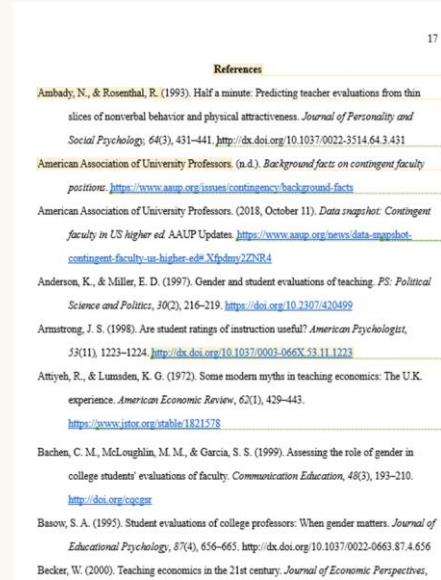 17
References
Ambady, N., & Rosenthal, R. (1993). Half a minute: Predicting teacher evaluations from thin
slices of nonverbal behavior and physical attractiveness. Journal of Personality and
Social Psychology, 64(3), 431–441. http://dx.doi.org/10.1037/0022-3514.64.3.431
American Association of University Professors. (n.d.). Background facts on contingent faculty
positions. https://www.aaup.org/issues/contingency/background-facts
American Association of University Professors. (2018, October 11). Data snapshot: Contingent
faculty in US higher ed. AAUP Updates. https://www.aaup.org/news/data-snapshot-
contingent-faculty-us-higher-ed#.Xfpdmy2ZNR4
Anderson, K., & Miller, E. D. (1997). Gender and student evaluations of teaching. PS: Political
Science and Politics, 30(2), 216–219. https://doi.org/10.2307/420499
Armstrong, J. S. (1998). Are student ratings of instruction useful? American Psychologist,
53(11), 1223–1224. http://dx.doi.org/10.1037/0003-066X.53.11.1223
Attiyeh, R., & Lumsden, K. G. (1972). Some modern myths in teaching economics: The U.K.
experience. American Economic Review, 62(1), 429–443.
https://www.jstor.org/stable/1821578
Bachen, C. M., McLoughlin, M. M., & Garcia, S. S. (1999). Assessing the role of gender in
college students' evaluations of faculty. Communication Education, 48(3), 193–210.
http://doi.org/cqcgsr
Basow, S. A. (1995). Student evaluations of college professors: When gender matters. Journal of
Educational Psychology, 87(4), 656–665. http://dx.doi.org/10.1037/0022-0663.87.4.656
Becker, W. (2000). Teaching economics in the 21st century. Journal of Economic Perspectives,